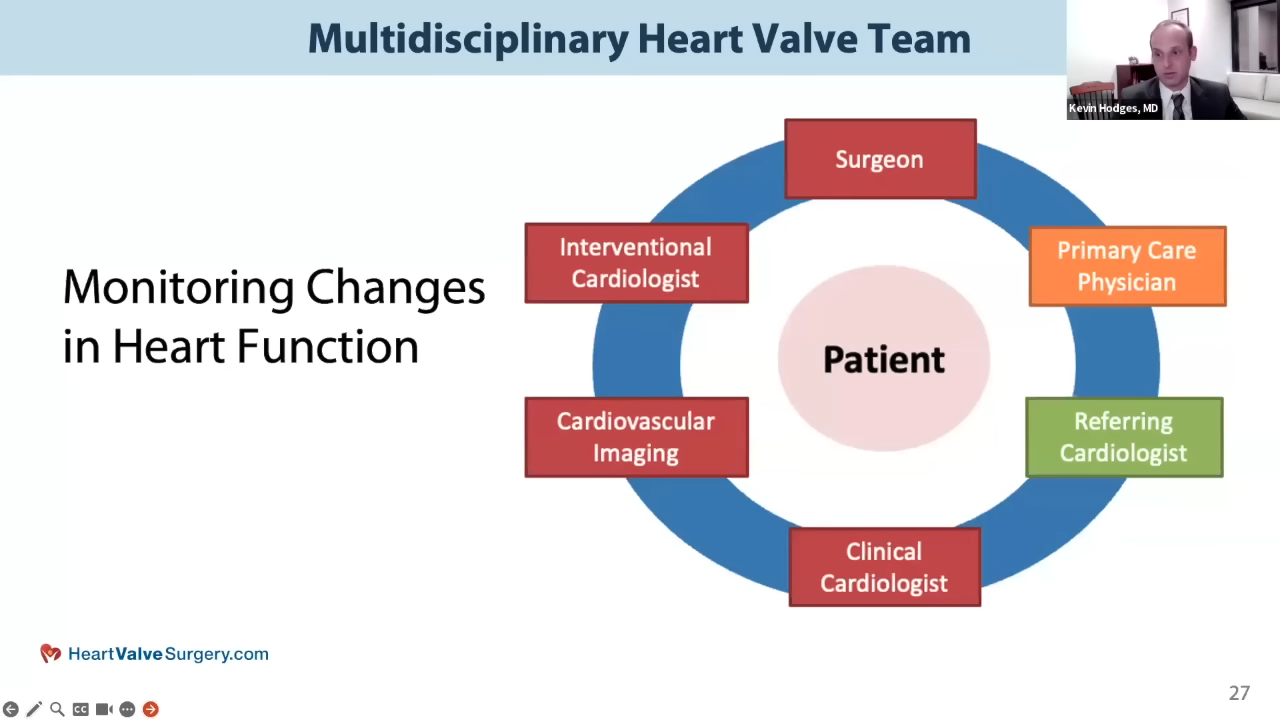 Multidisciplinary Heart Valve Team
Kevin Hodges, MD
Monitoring Changes
in Heart Function
Surgeon
Interventional
Cardiologist
Primary Care
Physician
Patient
Cardiovascular
Imaging
Referring
Cardiologist
Clinical
Cardiologist
HeartValveSurgery.com
CC
27